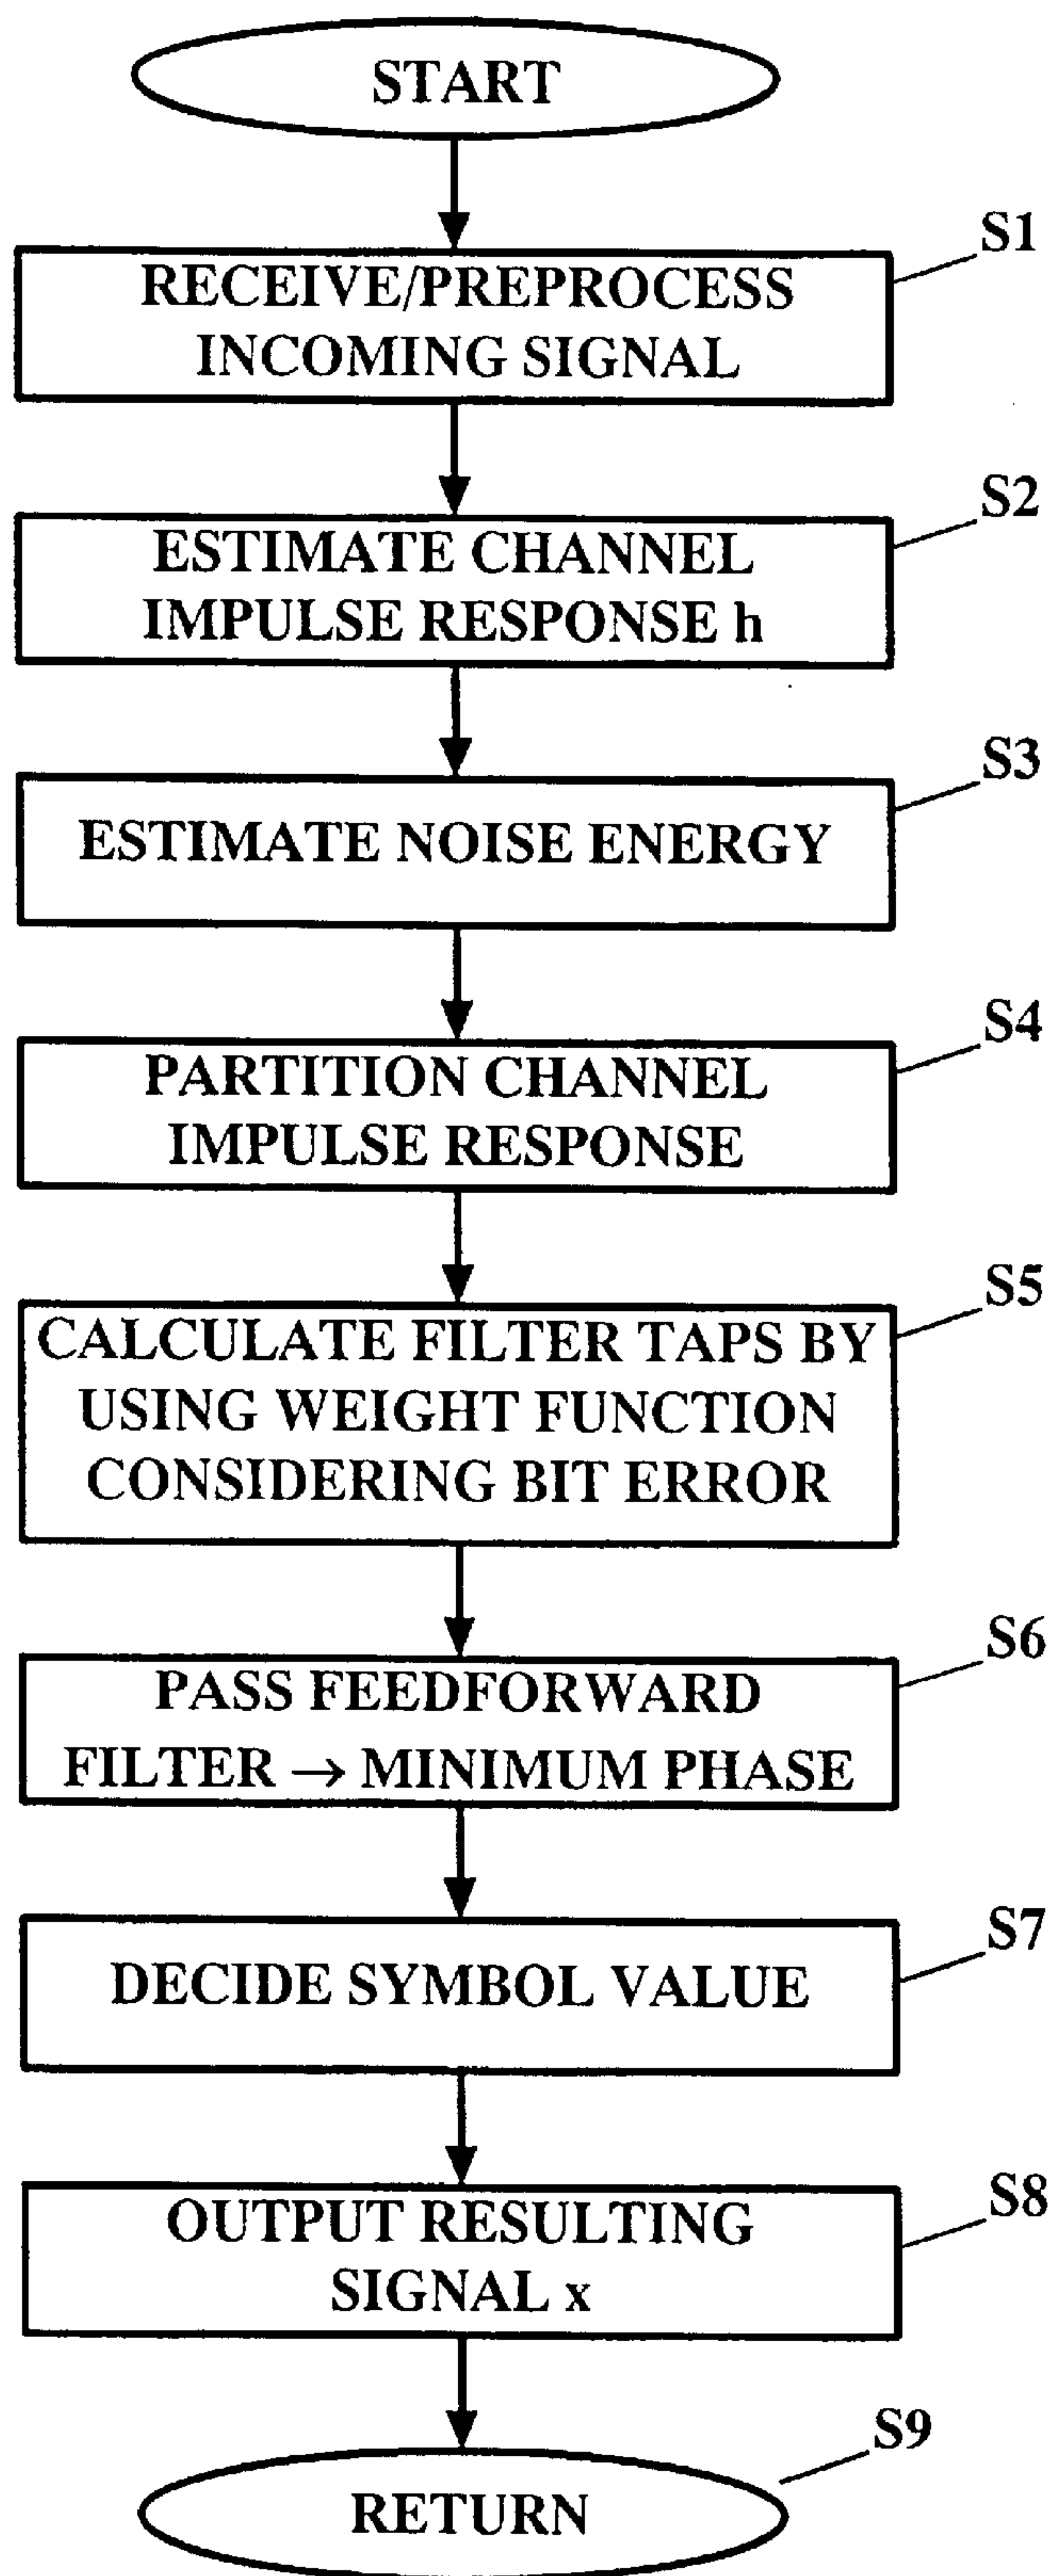 START
S1
RECEIVE/PREPROCESS
INCOMING SIGNAL
S2
ESTIMATE CHANNEL
IMPULSE RESPONSE h
S3
ESTIMATE NOISE ENERGY
S4
PARTITION CHANNEL
IMPULSE RESPONSE
S5
CALCULATE FILTER TAPS BY
USING WEIGHT FUNCTION
CONSIDERING BIT ERROR
S6
PASS FEEDFORWARD
FILTER → MINIMUM PHASE
S7
DECIDE SYMBOL VALUE
S8
OUTPUT RESULTING
SIGNAL x
S9
RETURN